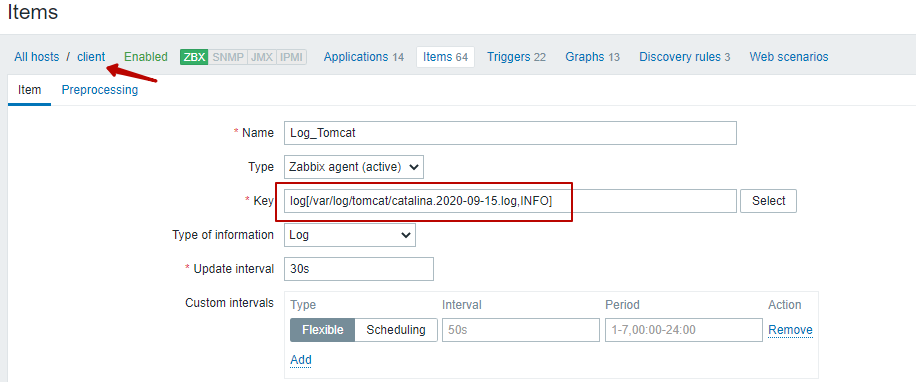 Items
All hosts / client Enabled ZBX SNMP JMX IPMI Applications 14 Items 64 Triggers 22 Graphs 13 Discovery rules 3 Web scenarios
Item Preprocessing
* Name Log_Tomcat
Type Zabbix agent (active)
* Key log[/var/log/tomcat/catalina.2020-09-15.log,INFO] Select
Type of information Log
* Update interval 30s
Custom intervals Type Interval Period Action
Flexible Scheduling 50s 1-7,00:00-24:00 Remove
Add